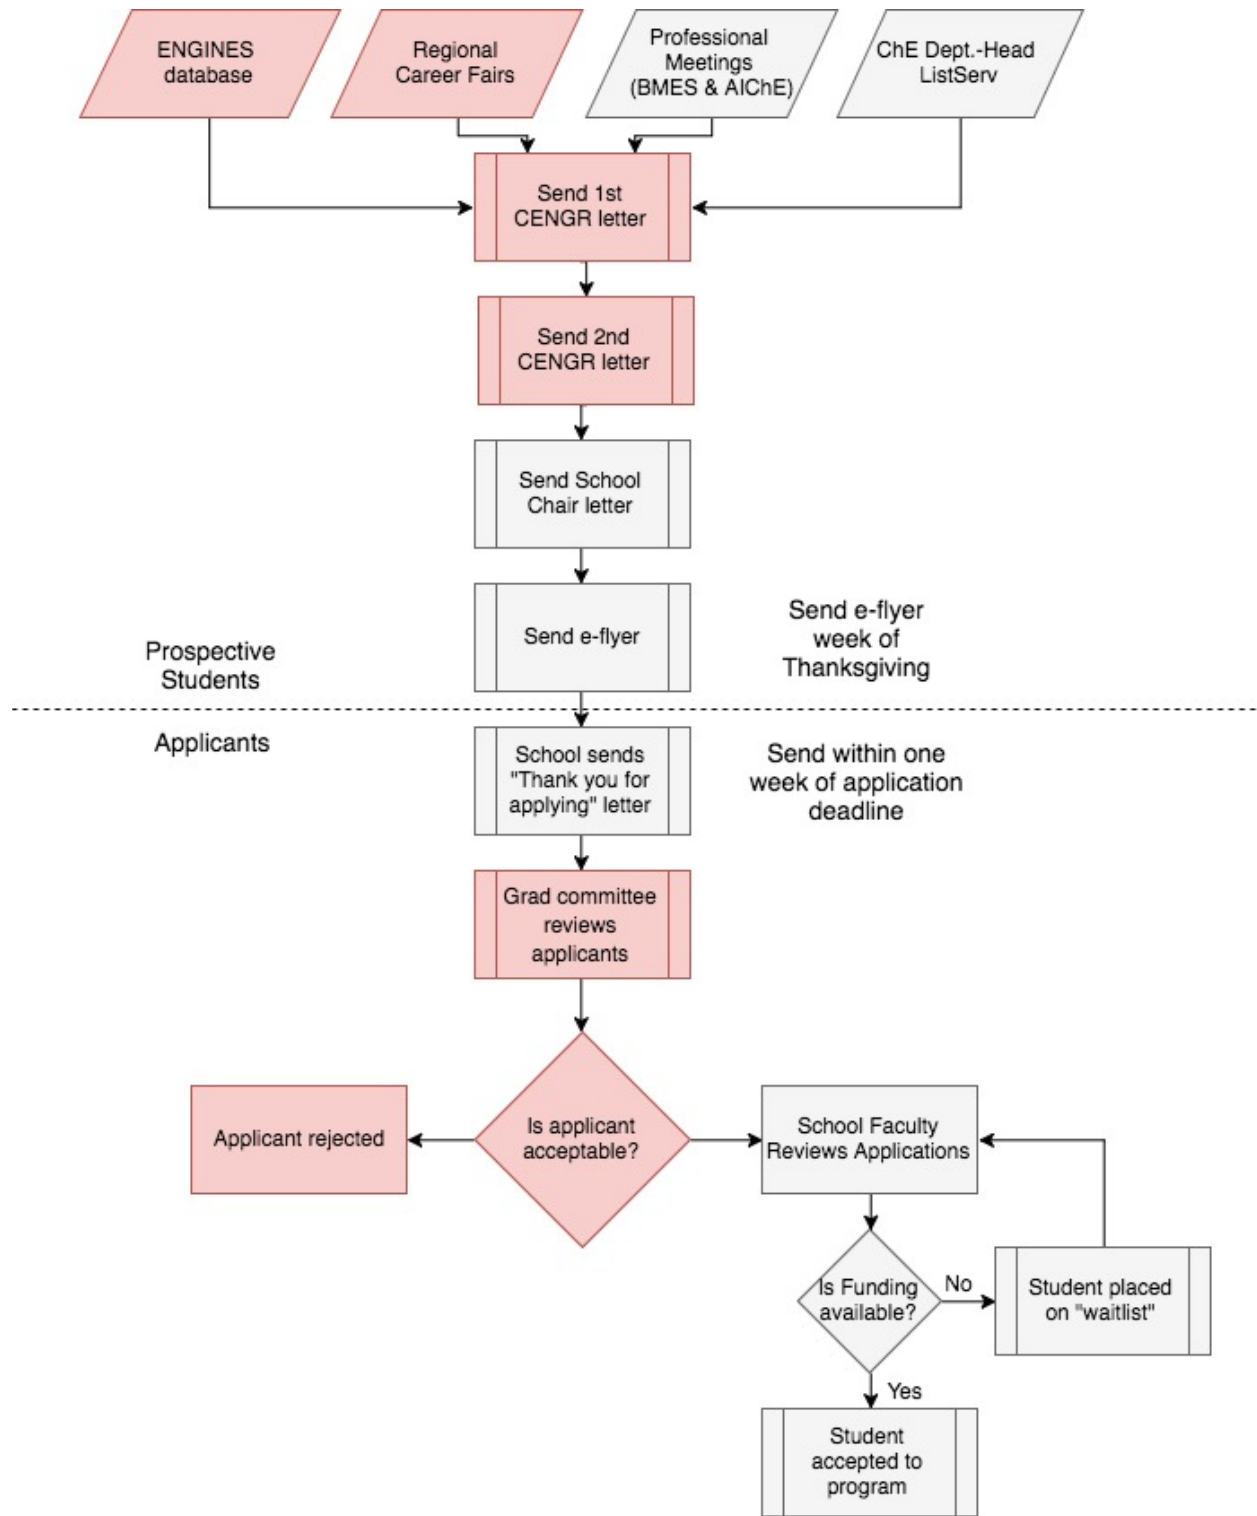 ENGINES
database
Regional
Career Fairs
Professional
Meetings
(BMES & AIChE)
ChE Dept.-Head
ListServ
Send 1st
CENGR letter
Send 2nd
CENGR letter
Send School
Chair letter
Send e-flyer
Send e-flyer
week of
Thanksgiving
Prospective
Students
Applicants
School sends
"Thank you for
applying" letter
Send within one
week of application
deadline
Grad committee
reviews
applicants
Is applicant
acceptable?
Applicant rejected
School Faculty
Reviews Applications
Is Funding
available?
No
Student placed
on "waitlist"
Yes
Student
accepted to
program